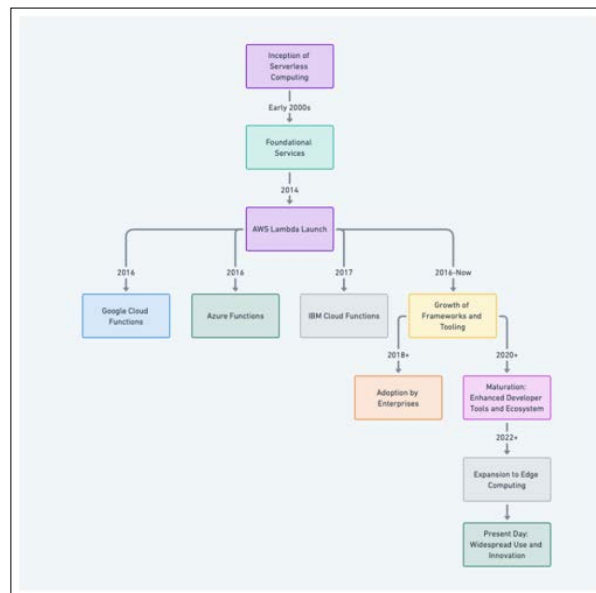 Inception of
Serverless
Computing
Early 2000s
Foundational
Services
2014
AWS Lambda Launch
2016
2016
2017
2016-Now
Google Cloud
Functions
Azure Functions
IBM Cloud Functions
Growth of
Frameworks and
Tooling
2018+
2020+
Adoption by
Enterprises
Maturation:
Enhanced Developer
Tools and Ecosystem
2022+
Expansion to Edge
Computing
Present Day:
Widespread Use and
Innovation